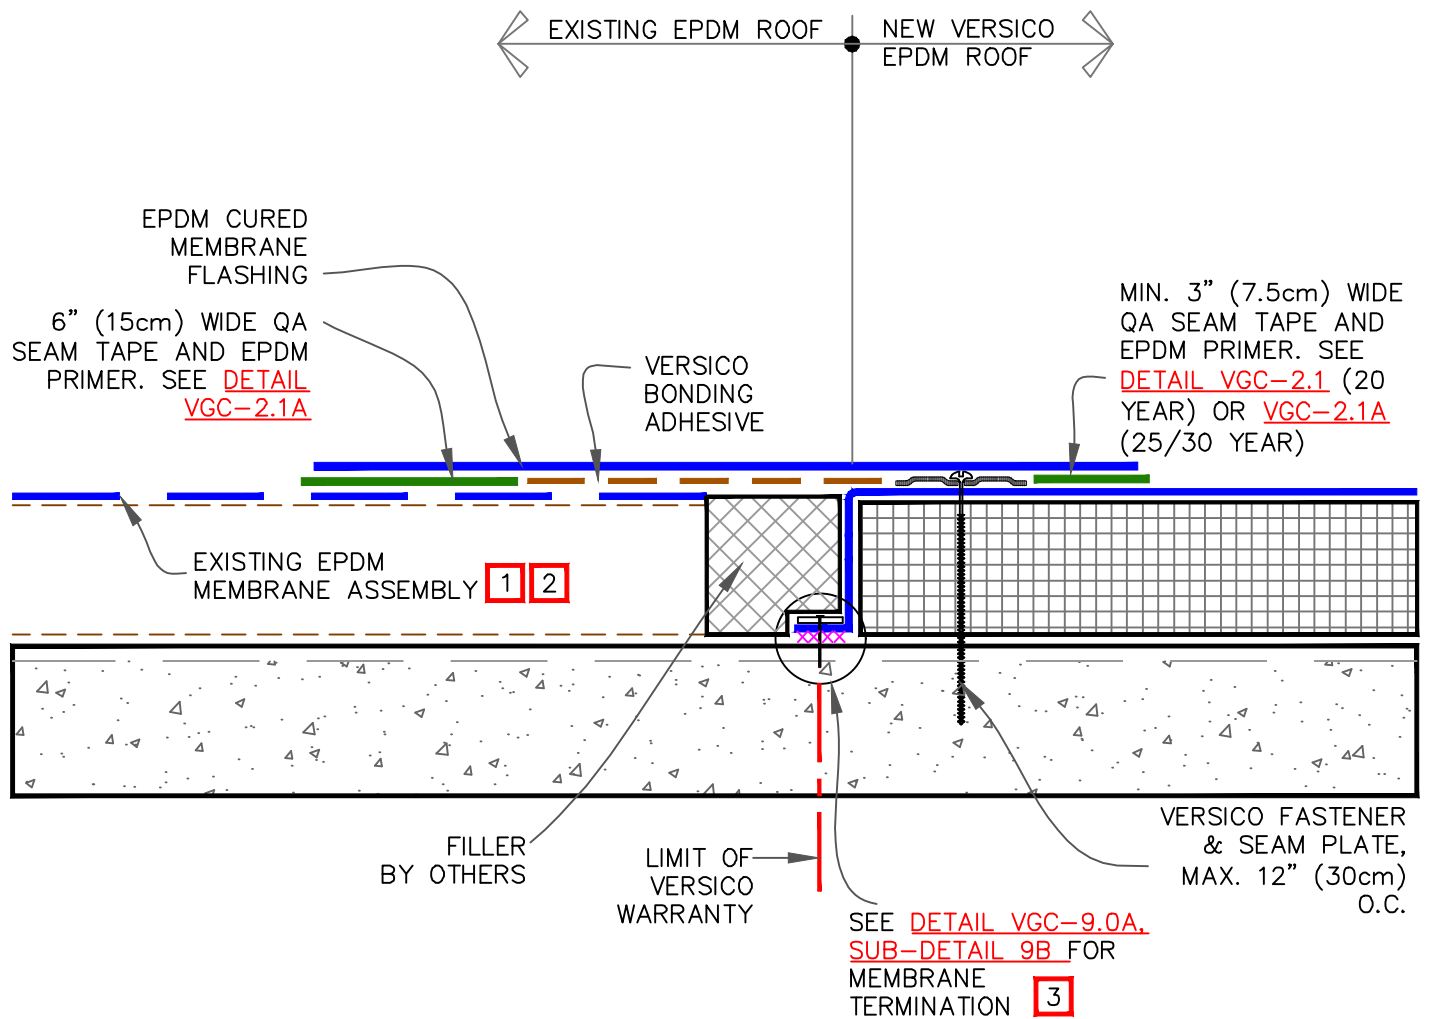 EXISTING EPDM ROOF
NEW VERSICO
EPDM ROOF
EPDM CURED
MEMBRANE
FLASHING
6" (15cm) WIDE QA
SEAM TAPE AND EPDM
PRIMER. SEE DETAIL
VGC-2.1A
VERSICO
BONDING
ADHESIVE
MIN. 3" (7.5cm) WIDE
QA SEAM TAPE AND
EPDM PRIMER. SEE
DETAIL VGC-2.1 (20
YEAR) OR VGC-2.1A
(25/30 YEAR)
EXISTING EPDM
MEMBRANE ASSEMBLY 1 2
FILLER
BY OTHERS
LIMIT OF
VERSICO
WARRANTY
VERSICO FASTENER
& SEAM PLATE,
MAX. 12" (30cm)
O.C.
SEE DETAIL VGC-9.0A,
SUB-DETAIL 9B FOR
MEMBRANE
TERMINATION 3